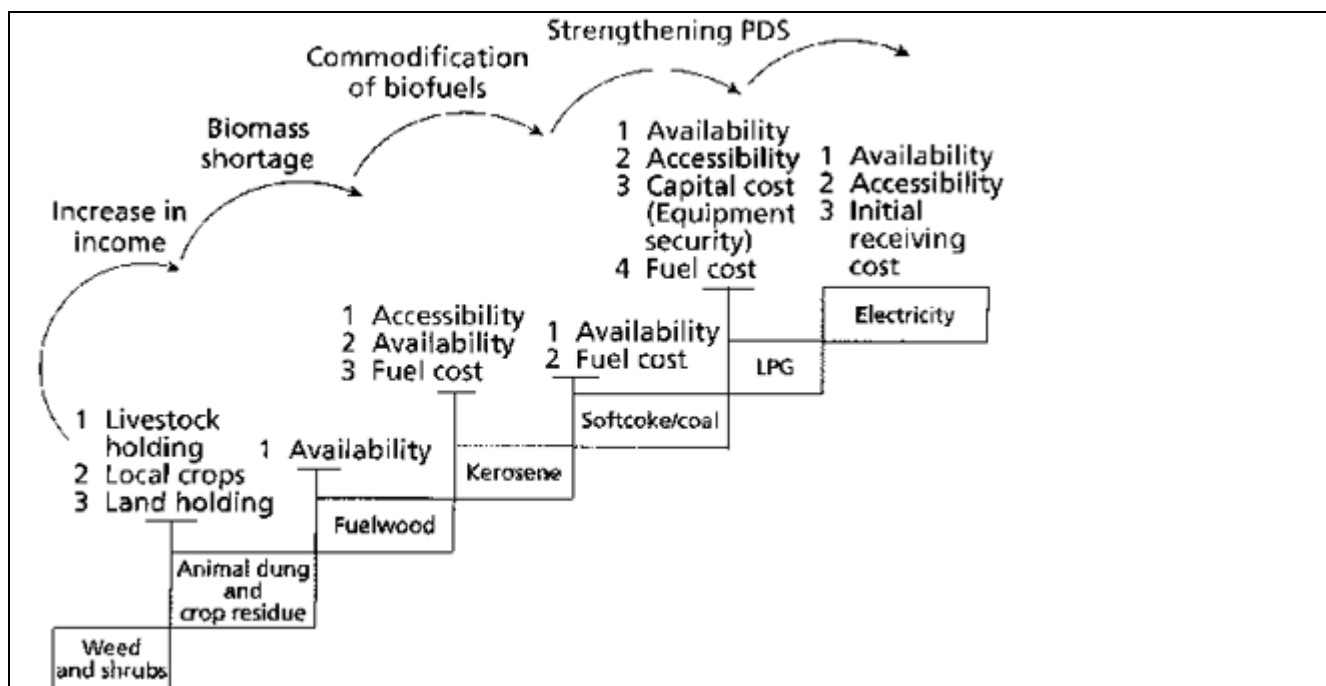 Strengthening PDS
Commodification
of biofuels
Biomass
shortage
Increase in
income
1 Availability
2 Accessibility
3 Capital cost
(Equipment
security)
4 Fuel cost
1 Availability
2 Accessibility
3 Initial
receiving
cost
1 Accessibility
2 Availability
3 Fuel cost
1 Availability
2 Fuel cost
1 Livestock
holding
2 Local crops
3 Land holding
1 Availability
Electricity
LPG
Softcoke/coal
Kerosene
Fuelwood
Animal dung
and
crop residue
Weed
and shrubs